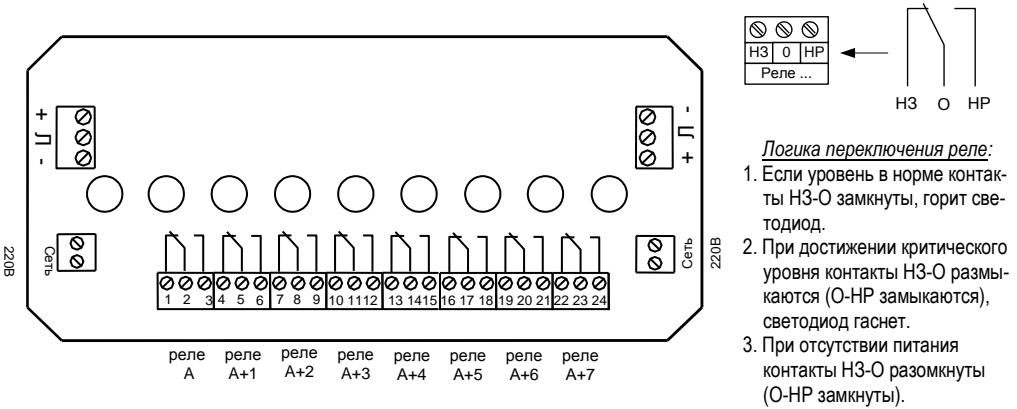 НЗ 0 НР
Реле ...
НЗ О НР
+ Л -
- Л +
220В
Сеть
Сеть
220В
1 2 3 4 5 6 7 8 9 10 11 12 13 14 15 16 17 18 19 20 21 22 23 24
реле реле реле реле реле реле реле реле
А А+1 А+2 А+3 А+4 А+5 А+6 А+7
Логика переключения реле:
1. Если уровень в норме контак-
ты НЗ-О замкнуты, горит све-
тодиод.
2. При достижении критического
уровня контакты НЗ-О размы-
каются (О-НР замыкаются),
светодиод гаснет.
3. При отсутствии питания
контакты НЗ-О разомкнуты
(О-НР замкнуты).